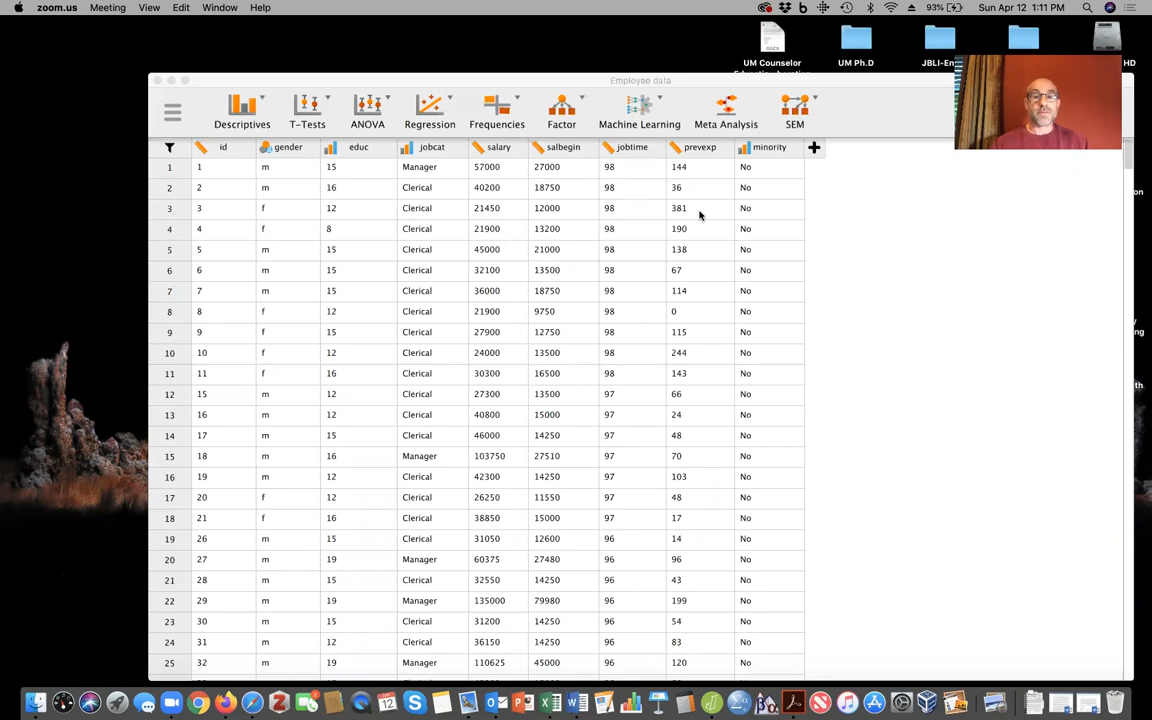 zoom.us Meeting View Edit Window Help 93% Sun Apr 12 1:11 PM
UM Counselor UM Ph.D JBLI-En HD
Employee data
Descriptives T-Tests ANOVA Regression Frequencies Factor Machine Learning Meta Analysis SEM
id gender educ jobcat salary salbegin jobtime prevexp minority
1 1 m 15 Manager 57000 27000 98 144 No
2 2 m 16 Clerical 40200 18750 98 36 No
3 3 f 12 Clerical 21450 12000 98 381 No
4 4 f 8 Clerical 21900 13200 98 190 No
5 5 m 15 Clerical 45000 21000 98 138 No
6 6 m 15 Clerical 32100 13500 98 67 No
7 7 m 15 Clerical 36000 18750 98 114 No
8 8 f 12 Clerical 21900 9750 98 0 No
9 9 f 15 Clerical 27900 12750 98 115 No
10 10 f 12 Clerical 24000 13500 98 244 No
11 11 f 16 Clerical 30300 16500 98 143 No
12 15 m 12 Clerical 27300 13500 97 66 No
13 16 m 12 Clerical 40800 15000 97 24 No
14 17 m 15 Clerical 46000 14250 97 48 No
15 18 m 16 Manager 103750 27510 97 70 No
16 19 m 12 Clerical 42300 14250 97 103 No
17 20 f 12 Clerical 26250 11550 97 48 No
18 21 f 16 Clerical 38850 15000 97 17 No
19 26 m 15 Clerical 31050 12600 96 14 No
20 27 m 19 Manager 60375 27480 96 96 No
21 28 m 15 Clerical 32550 14250 96 43 No
22 29 m 19 Manager 135000 79980 96 199 No
23 30 m 15 Clerical 31200 14250 96 54 No
24 31 m 12 Clerical 36150 14250 96 83 No
25 32 m 19 Manager 110625 45000 96 120 No